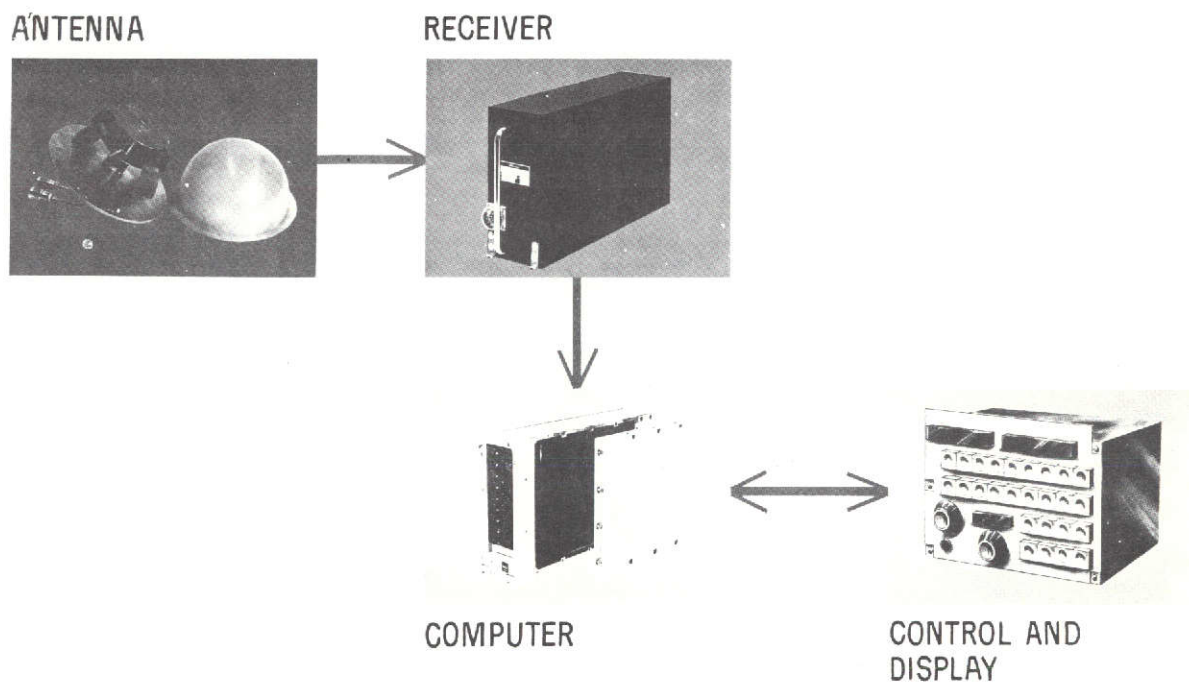 ANTENNA
RECEIVER
COMPUTER
CONTROL AND
DISPLAY